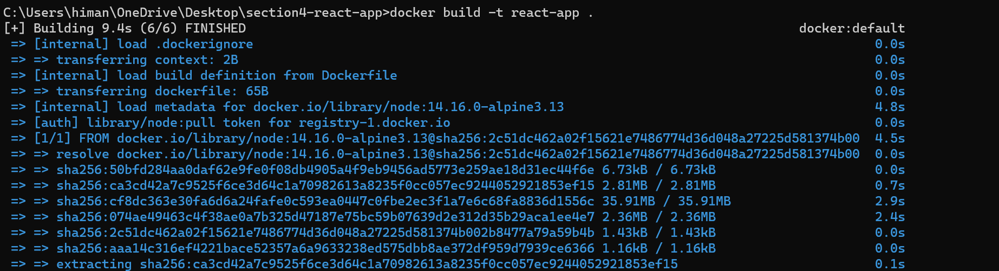 C:\Users\himan\OneDrive\Desktop\section4-react-app>docker build -t react-app .
[+] Building 9.4s (6/6) FINISHED docker:default
=> [internal] load .dockerignore 0.0s
=> => transferring context: 2B 0.0s
=> [internal] load build definition from Dockerfile 0.0s
=> => transferring dockerfile: 65B 0.0s
=> [internal] load metadata for docker.io/library/node:14.16.0-alpine3.13 4.8s
=> [auth] library/node:pull token for registry-1.docker.io 0.0s
=> [1/1] FROM docker.io/library/node:14.16.0-alpine3.13@sha256:2c51dc462a02f15621e7486774d36d048a27225d581374b00 4.5s
=> => resolve docker.io/library/node:14.16.0-alpine3.13@sha256:2c51dc462a02f15621e7486774d36d048a27225d581374b00 0.0s
=> => sha256:50bfd284aa0daf62e9fe0f08db4905a4f9eb9456ad5773e259ae18d31ec44f6e 6.73kB / 6.73kB 0.0s
=> => sha256:ca3cd42a7c9525f6ce3d64c1a70982613a8235f0cc057ec9244052921853ef15 2.81MB / 2.81MB 0.7s
=> => sha256:cf8dc363e30fa6d6a24fafe0c593ea0447c0fbe2ec3f1a7e6c68fa8836d1556c 35.91MB / 35.91MB 2.9s
=> => sha256:074ae49463c4f38ae0a7b325d47187e75bc59b07639d2e312d35b29aca1ee4e7 2.36MB / 2.36MB 2.4s
=> => sha256:2c51dc462a02f15621e7486774d36d048a27225d581374b002b8477a79a59b4b 1.43kB / 1.43kB 0.0s
=> => sha256:aaa14c316ef4221bace52357a6a9633238ed575dbb8ae372df959d7939ce6366 1.16kB / 1.16kB 0.0s
=> => extracting sha256:ca3cd42a7c9525f6ce3d64c1a70982613a8235f0cc057ec9244052921853ef15 0.1s